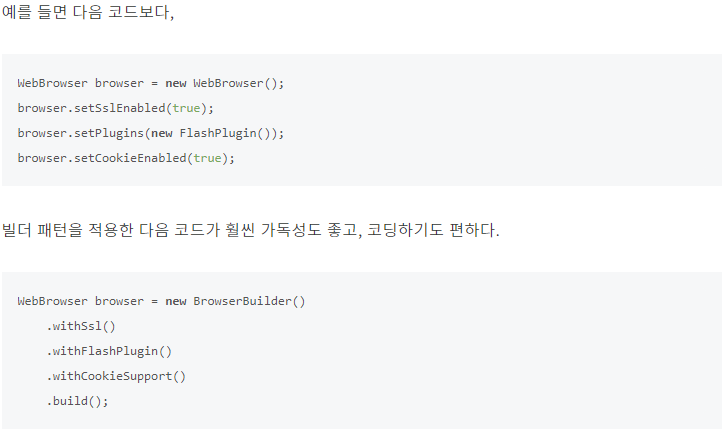 예를 들면 다음 코드보다,
WebBrowser browser = new WebBrowser();
browser.setSslEnabled(true);
browser.setPlugins(new FlashPlugin());
browser.setCookieEnabled(true);
빌더 패턴을 적용한 다음 코드가 훨씬 가독성도 좋고, 코딩하기도 편하다.
WebBrowser browser = new BrowserBuilder()
    .withSsl()
    .withFlashPlugin()
    .withCookieSupport()
    .build();